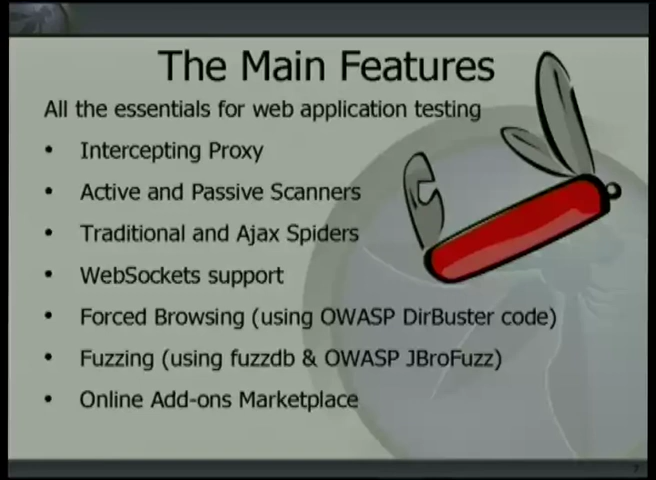 The Main Features
All the essentials for web application testing
• Intercepting Proxy
• Active and Passive Scanners
• Traditional and Ajax Spiders
• WebSockets support
• Forced Browsing (using OWASP DirBuster code)
• Fuzzing (using fuzzdb & OWASP JBroFuzz)
• Online Add-ons Marketplace
7